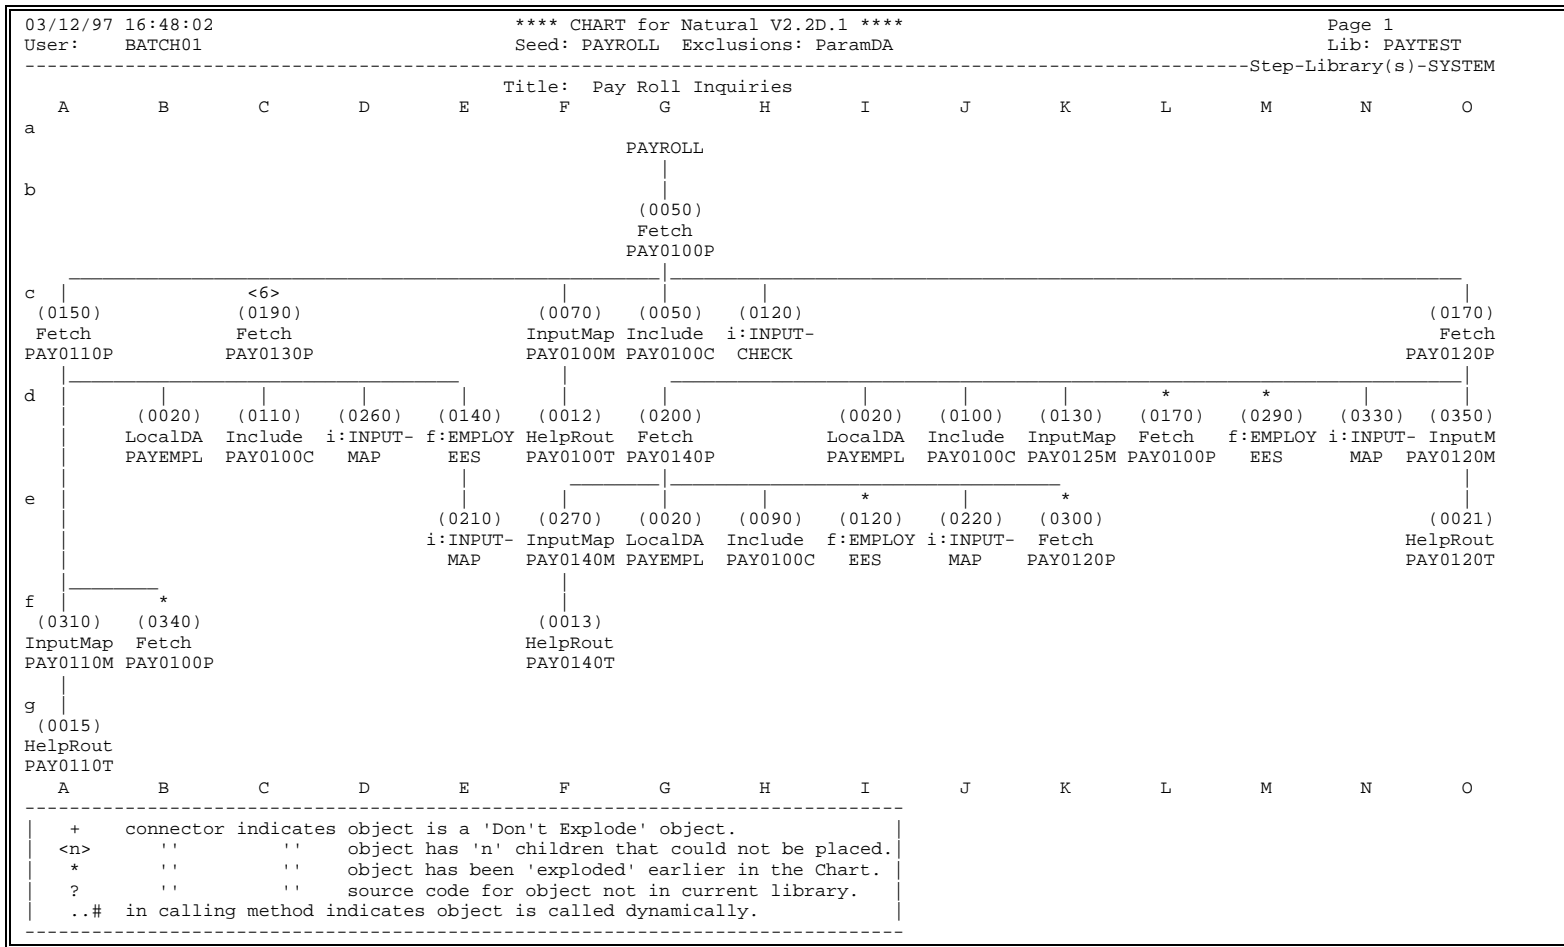 03/12/97 16:48:02 **** CHART for Natural V2.2D.1 **** Page 1
User: BATCH01 Seed: PAYROLL Exclusions: ParamDA Lib: PAYTEST
-Step-Library(s)-SYSTEM
Title: Pay Roll Inquiries
A B C D E F G H I J K L M N O
a
PAYROLL
b
(0050)
Fetch
PAY0100P
c <6>
(0150) (0190) (0070) (0050) (0120) (0170)
Fetch Fetch InputMap Include i:INPUT- Fetch
PAY0110P PAY0130P PAY0100M PAY0100C CHECK PAY0120P
d * *
(0020) (0110) (0260) (0140) (0012) (0200) (0020) (0100) (0130) (0170) (0290) (0330) (0350)
LocalDA Include i:INPUT- f:EMPLOY HelpRout Fetch LocalDA Include InputMap Fetch f:EMPLOY i:INPUT- InputM
PAYEMPL PAY0100C MAP EES PAY0100T PAY0140P PAYEMPL PAY0100C PAY0125M PAY0100P EES MAP PAY0120M
e * *
(0210) (0270) (0020) (0090) (0120) (0220) (0300) (0021)
i:INPUT- InputMap LocalDA Include f:EMPLOY i:INPUT- Fetch HelpRout
MAP PAY0140M PAYEMPL PAY0100C EES MAP PAY0120P PAY0120T
f *
(0310) (0340) (0013)
InputMap Fetch HelpRout
PAY0110M PAY0100P PAY0140T
g
(0015)
HelpRout
PAY0110T
A B C D E F G H I J K L M N O
+ connector indicates object is a 'Don't Explode' object.
<n> '' '' object has 'n' children that could not be placed.
* '' '' object has been 'exploded' earlier in the Chart.
? '' '' source code for object not in current library.
..# in calling method indicates object is called dynamically.